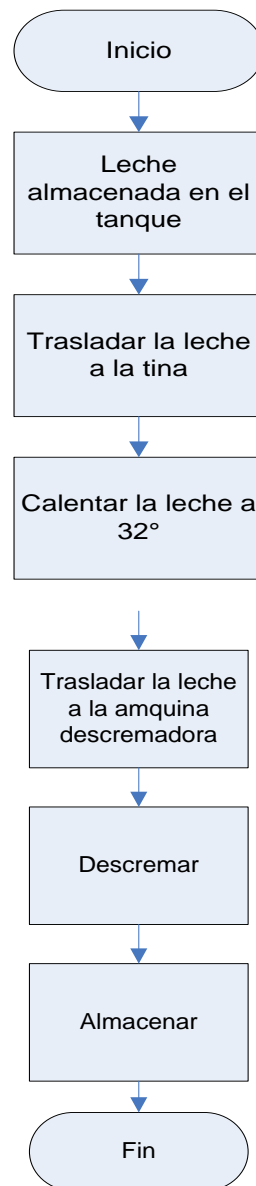 Inicio
Leche
almacenada en el
tanque
Trasladar la leche
a la tina
Calentar la leche a
32°
Trasladar la leche
a la amquina
descremadora
Descremar
Almacenar
Fin